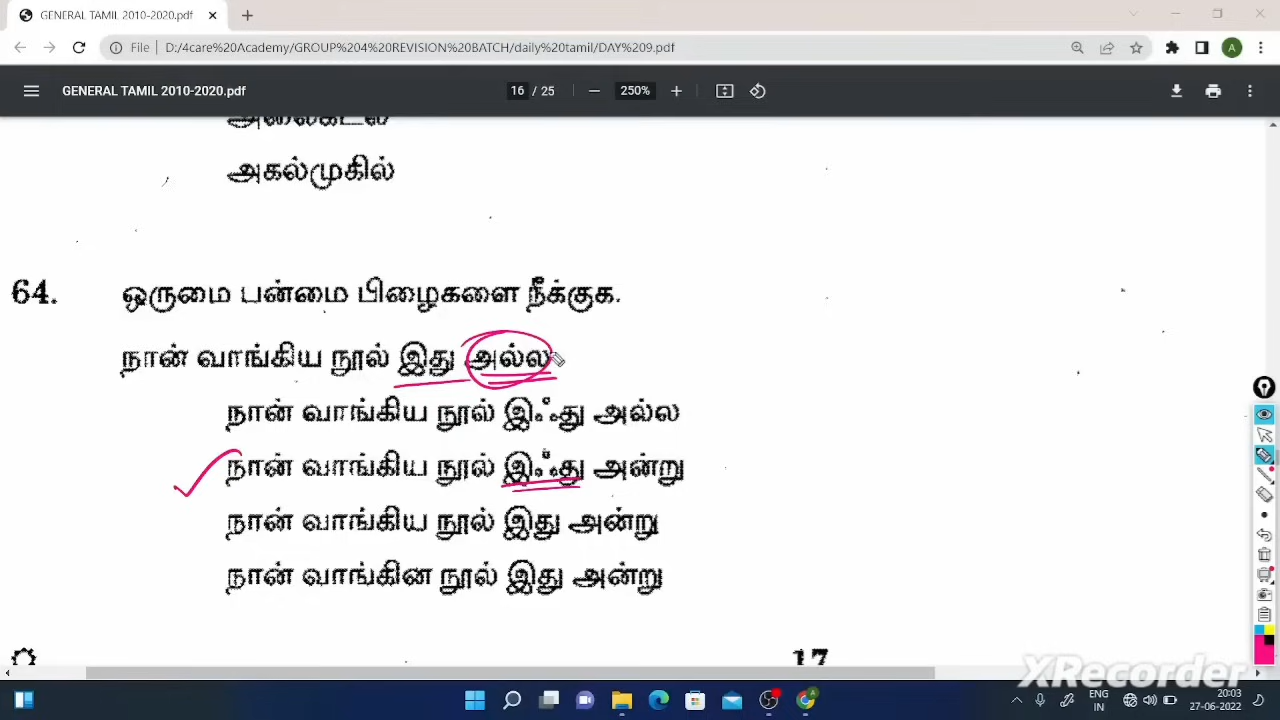 GENERAL TAMIL 2010-2020.pdf
File D:/4care%20Academy/GROUP%204%20REVISION%20BATCH/daily%20tamil/DAY%209.pdf
GENERAL TAMIL 2010-2020.pdf 16 / 25 250%
அகல்முகில்
64. ஒருமை பன்மை பிழைகளை நீக்குக.
நான் வாங்கிய நூல் இது அல்ல
நான் வாங்கிய நூல் இஃது அல்ல
நான் வாங்கிய நூல் இஃது அன்று
நான் வாங்கிய நூல் இது அன்று
நான் வாங்கின நூல் இது அன்று
17
XRecorder
ENG 20:03
IN 27-06-2022